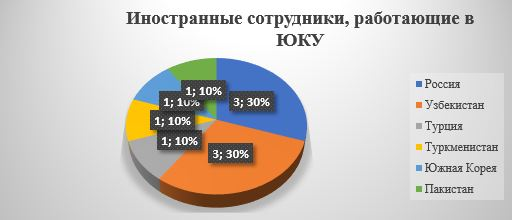 Иностранные сотрудники, работающие в
ЮКУ
1; 10%
1; 10%
3; 30%
1; 10%
1; 10%
3; 30%
Россия
Узбекистан
Турция
Туркменистан
Южная Корея
Пакистан